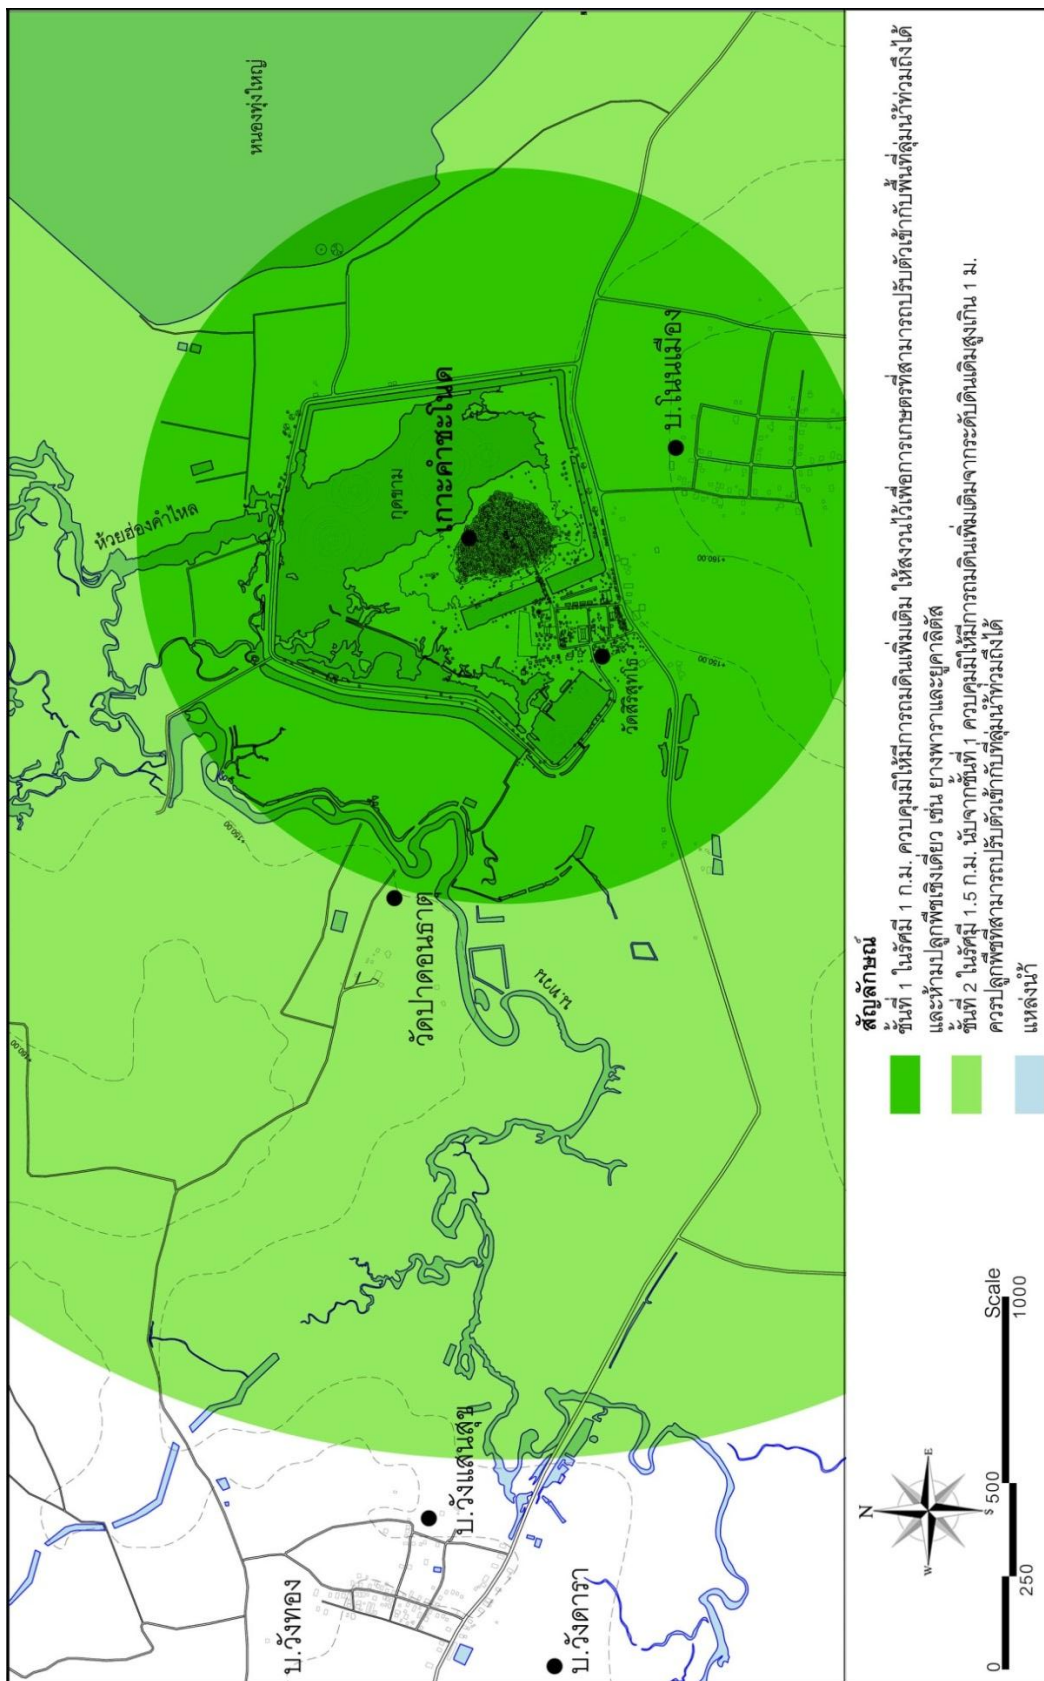 หนองทุ่งใหญ่
ห้วยฮ่องคำไหล
กุดขาม
เกาะคำชะโนด
บ.โนนเมือง
วัดสิริสุทโธ
+160.00
+150.00
+150.00
+160.00
วัดป่าดอนธาตุ
บ.วังแสนสุข
บ.วังทอง
บ.วังดารา
สัญลักษณ์
ชั้นที่ 1 ในรัศมี 1 ก.ม. ควบคุมมิให้มีการถมดินเพิ่มเติม ให้สงวนไว้เพื่อการเกษตรที่สามารถปรับตัวเข้ากับพื้นที่ลุ่มน้ำท่วมถึงได้
และห้ามปลูกพืชเชิงเดี่ยว เช่น ยางพาราและยูคาลิตัส
ชั้นที่ 2 ในรัศมี 1.5 ก.ม. นับจากชั้นที่ 1 ควบคุมมิให้มีการถมดินเพิ่มเติมจากระดับดินเดิมสูงเกิน 1 ม.
ควรปลูกพืชที่สามารถปรับตัวเข้ากับที่ลุ่มน้ำท่วมถึงได้
แหล่งน้ำ
N
W
E
S
Scale
0
250
500
1000